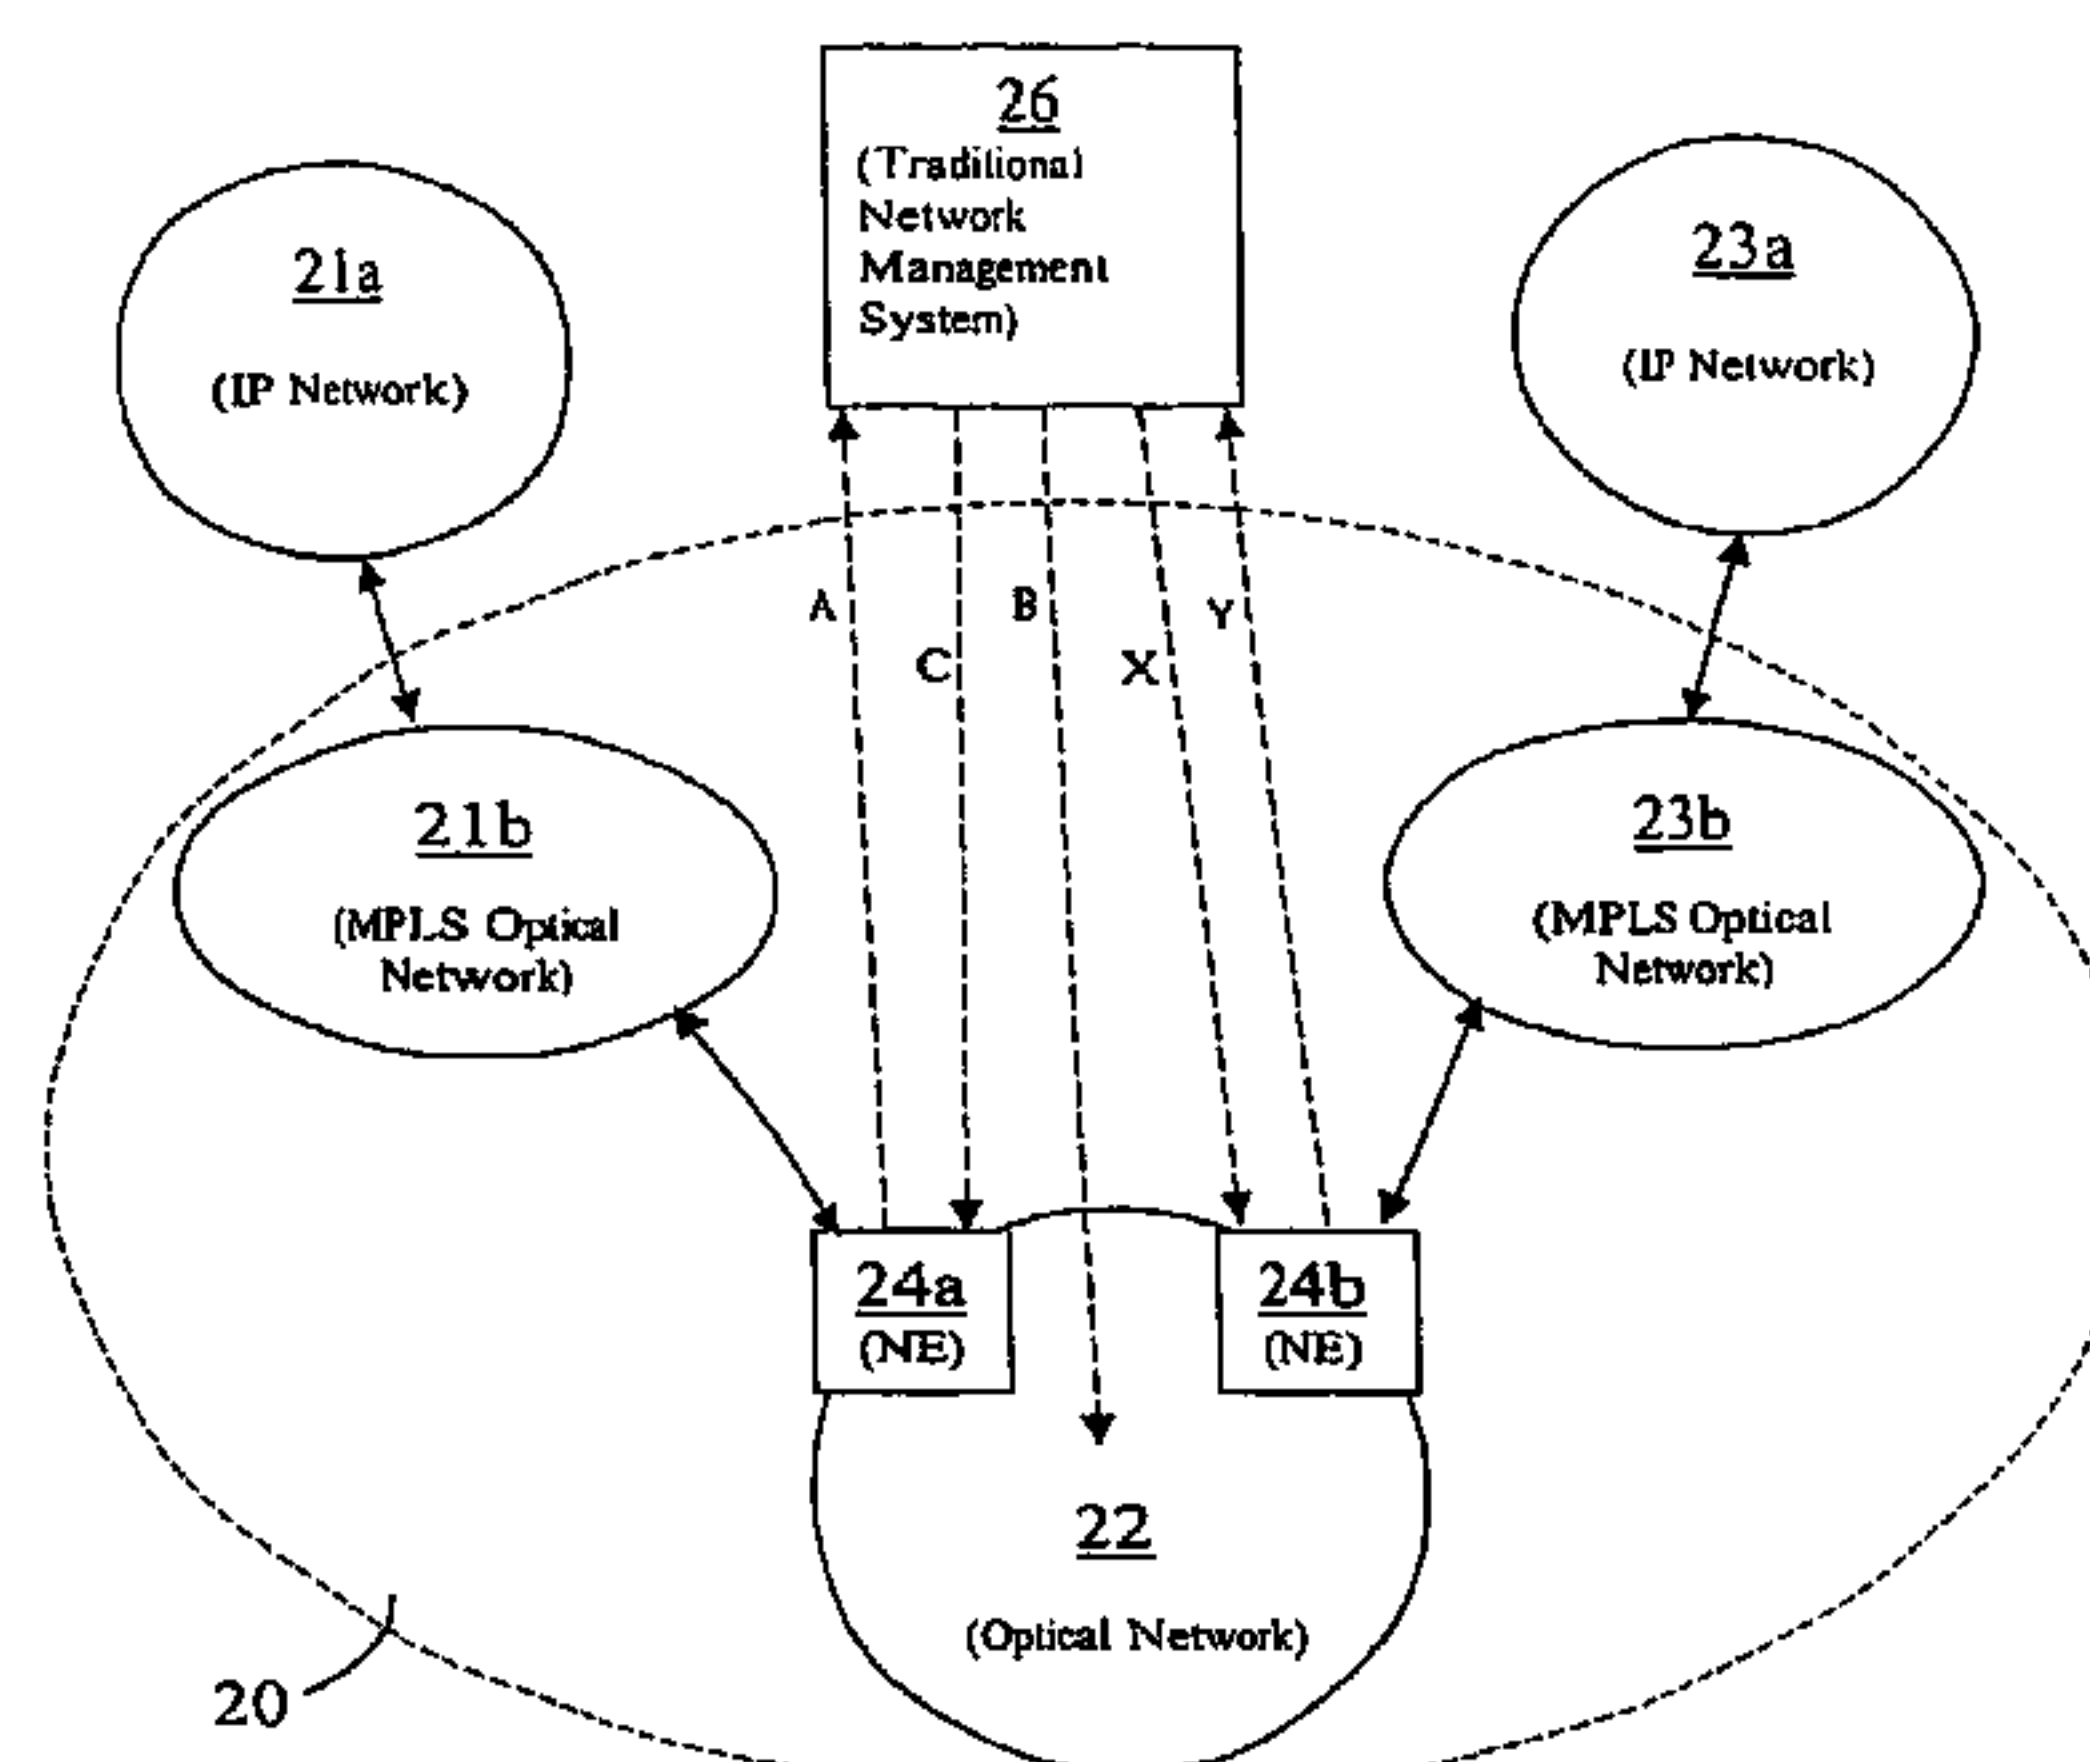 26
(Traditional
Network
Management
System)
21a
(IP Network)
23a
(IP Network)
A
C
B
X
Y
21b
(MPLS Optical
Network)
23b
(MPLS Optical
Network)
24a
(NE)
24b
(NE)
22
(Optical Network)
20